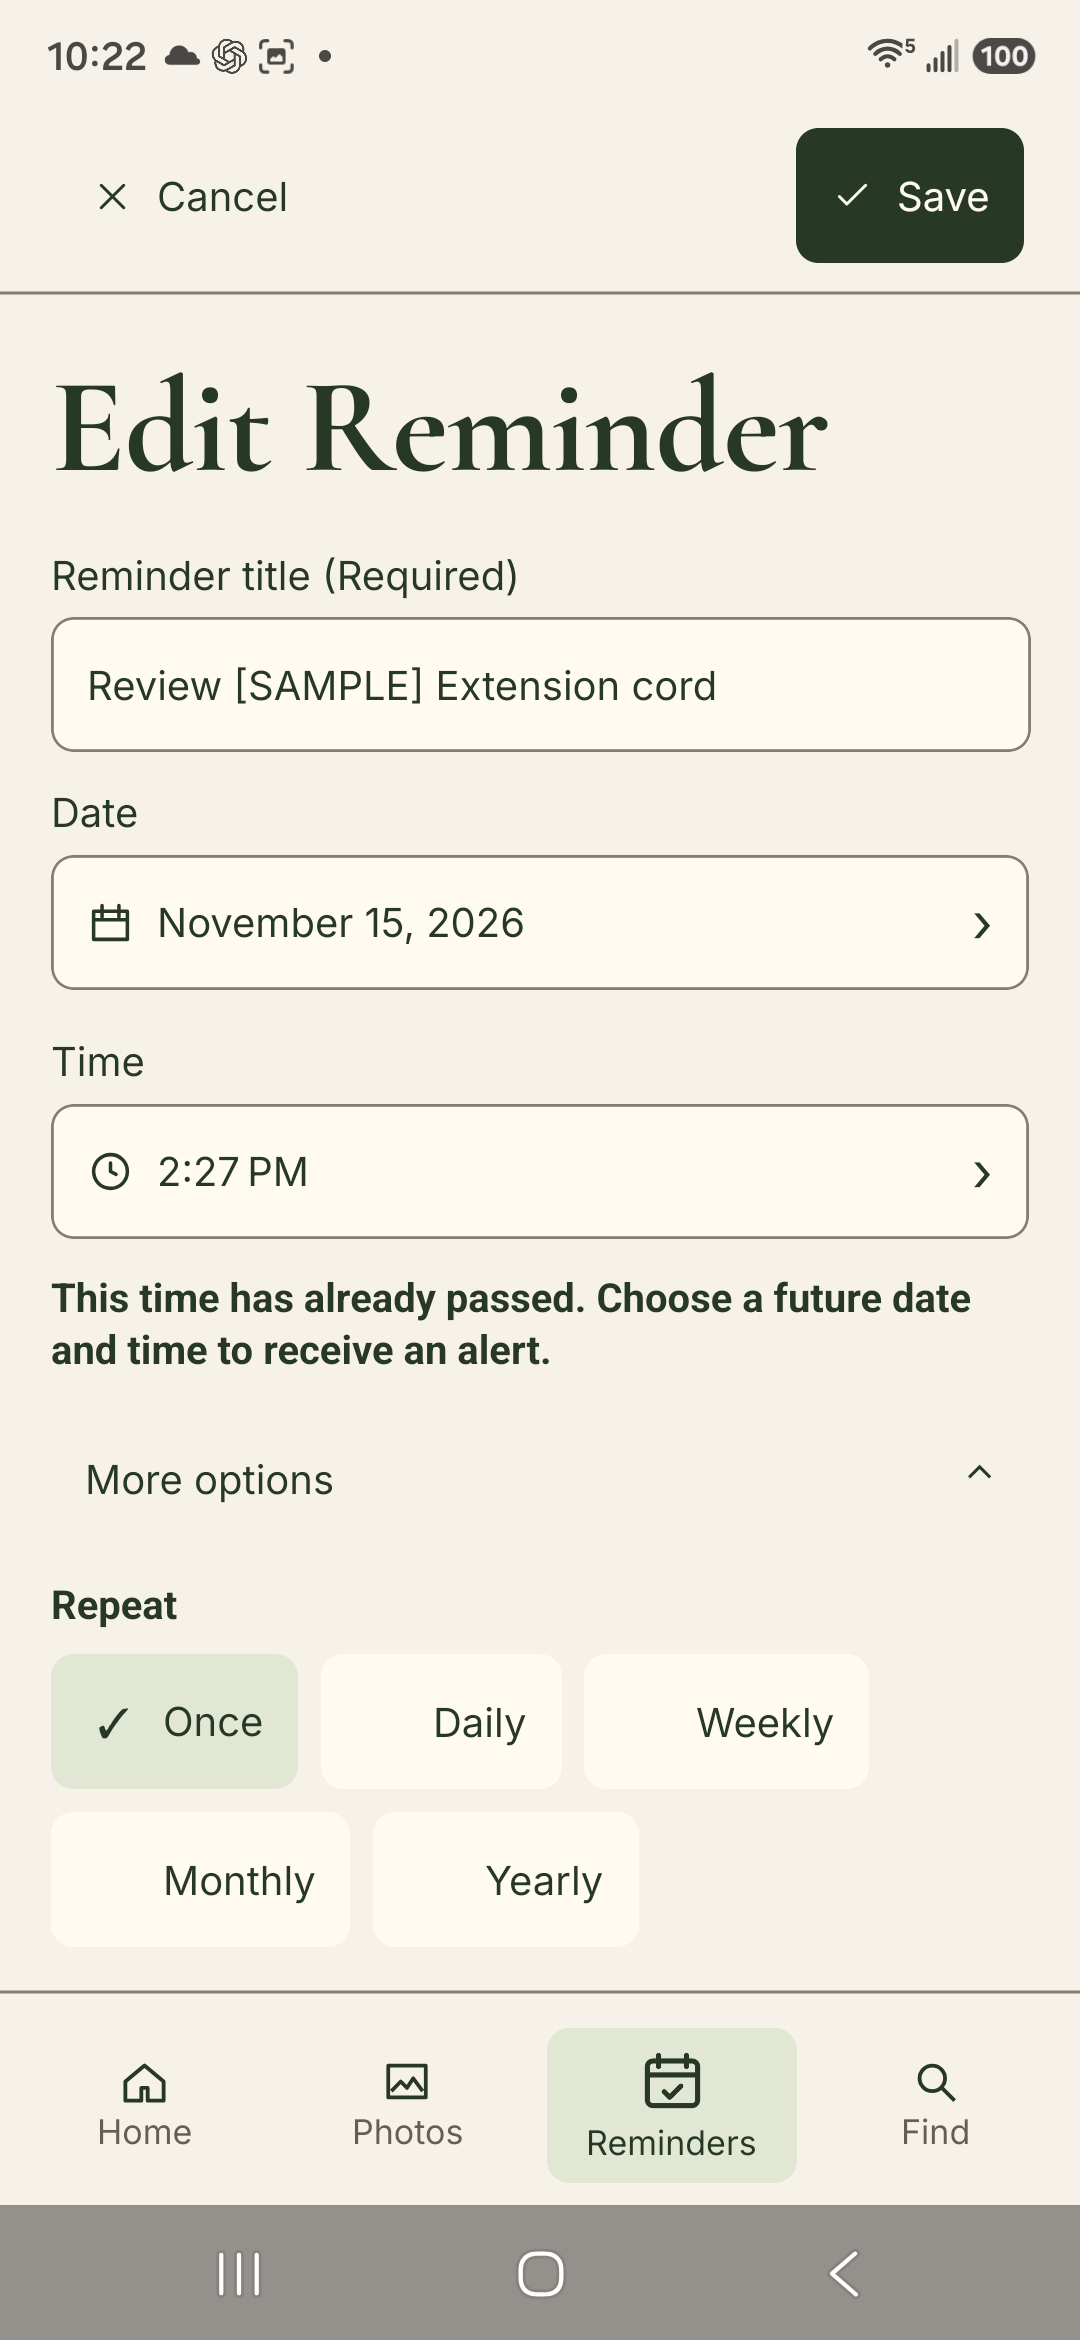 10:22
5
100
Cancel
Save
Edit Reminder
Reminder title (Required)
Review [SAMPLE] Extension cord
Date
November 15, 2026
Time
2:27 PM
This time has already passed. Choose a future date
and time to receive an alert.
More options
Repeat
✓ Once
Daily
Weekly
Monthly
Yearly
Home
Photos
Reminders
Find